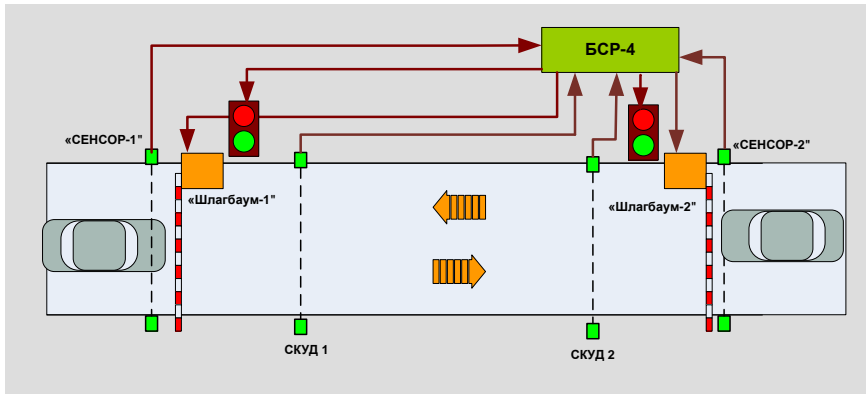 БСР-4
«СЕНСОР-1"
«СЕНСОР-2"
«Шлагбаум-1"
«Шлагбаум-2"
СКУД 1
СКУД 2